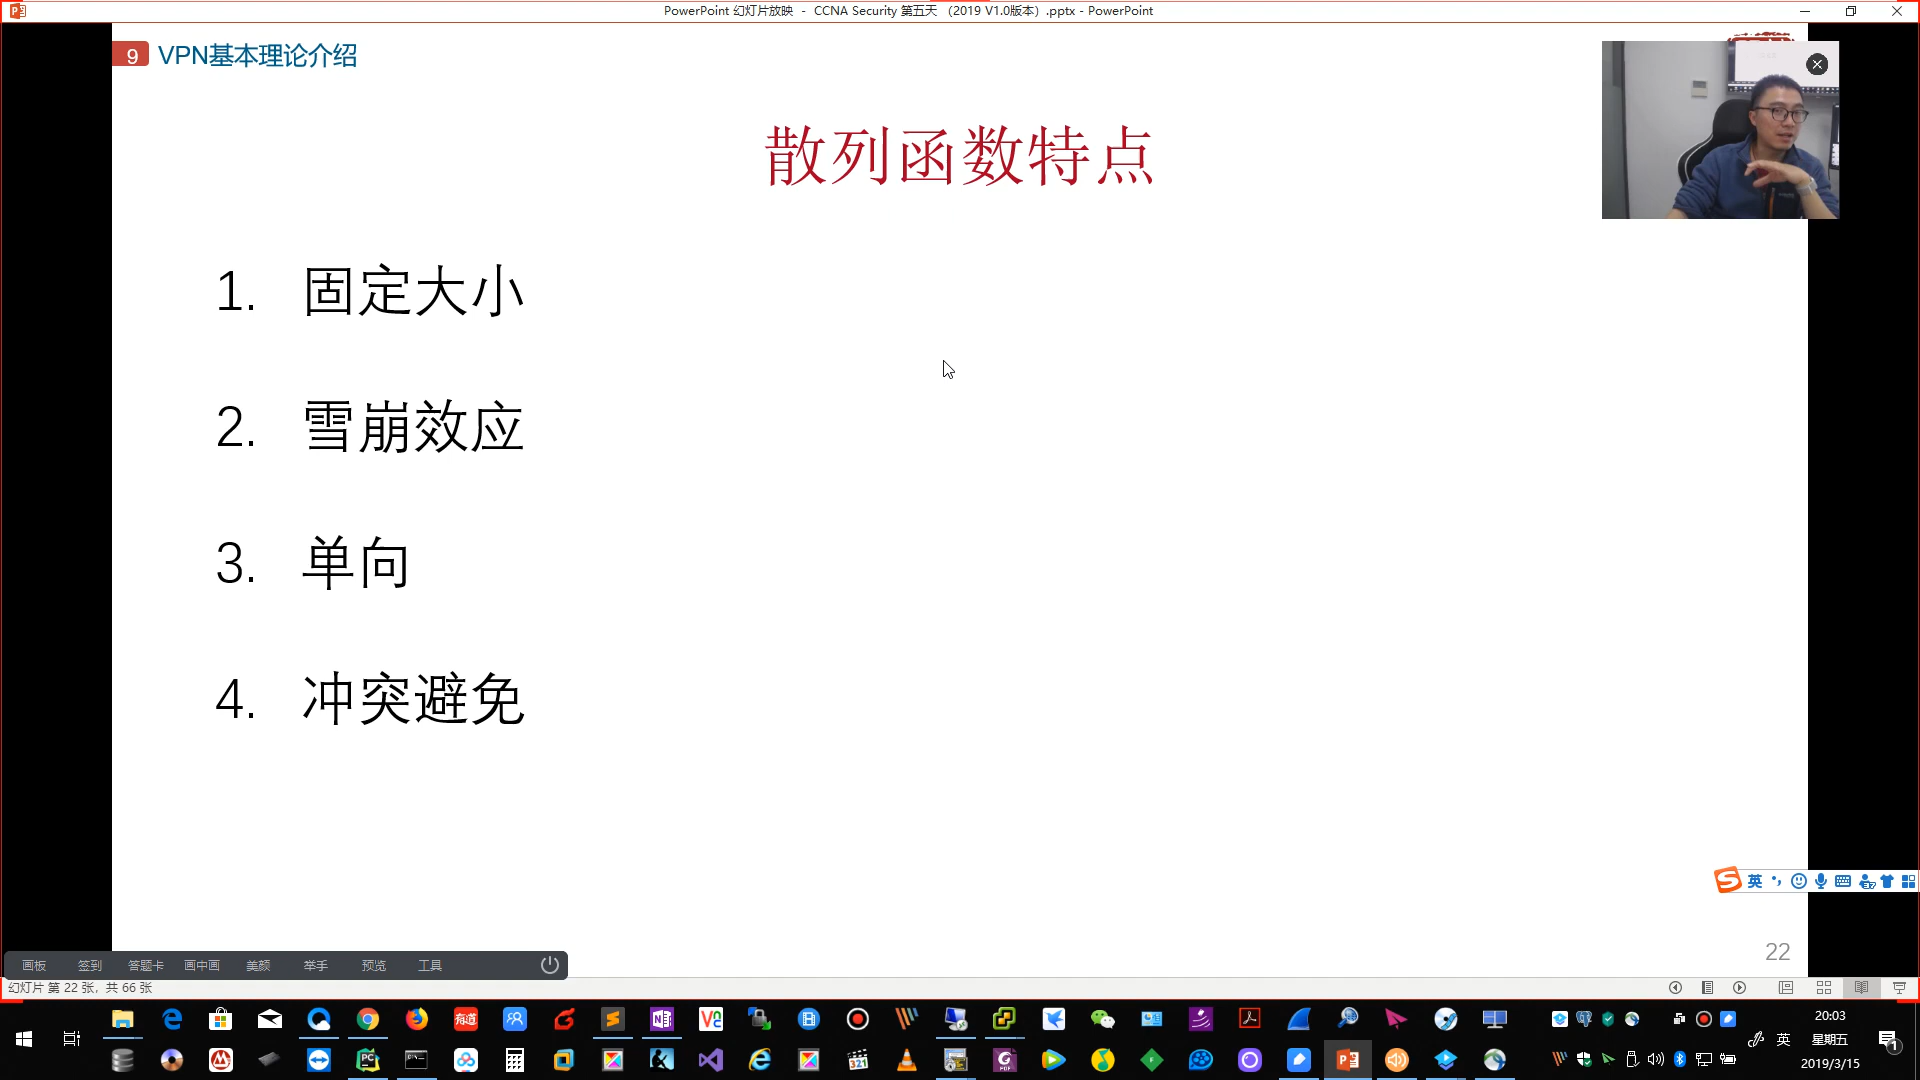 PowerPoint 幻灯片放映 - CCNA Security 第五天 （2019 V1.0版本）.pptx - PowerPoint
9 VPN基本理论介绍
散列函数特点
1. 固定大小
2. 雪崩效应
3. 单向
4. 冲突避免
英
22
画板 签到 答题卡 画中画 美颜 举手 预览 工具
幻灯片 第 22 张，共 66 张
20:03
英 星期五
2019/3/15